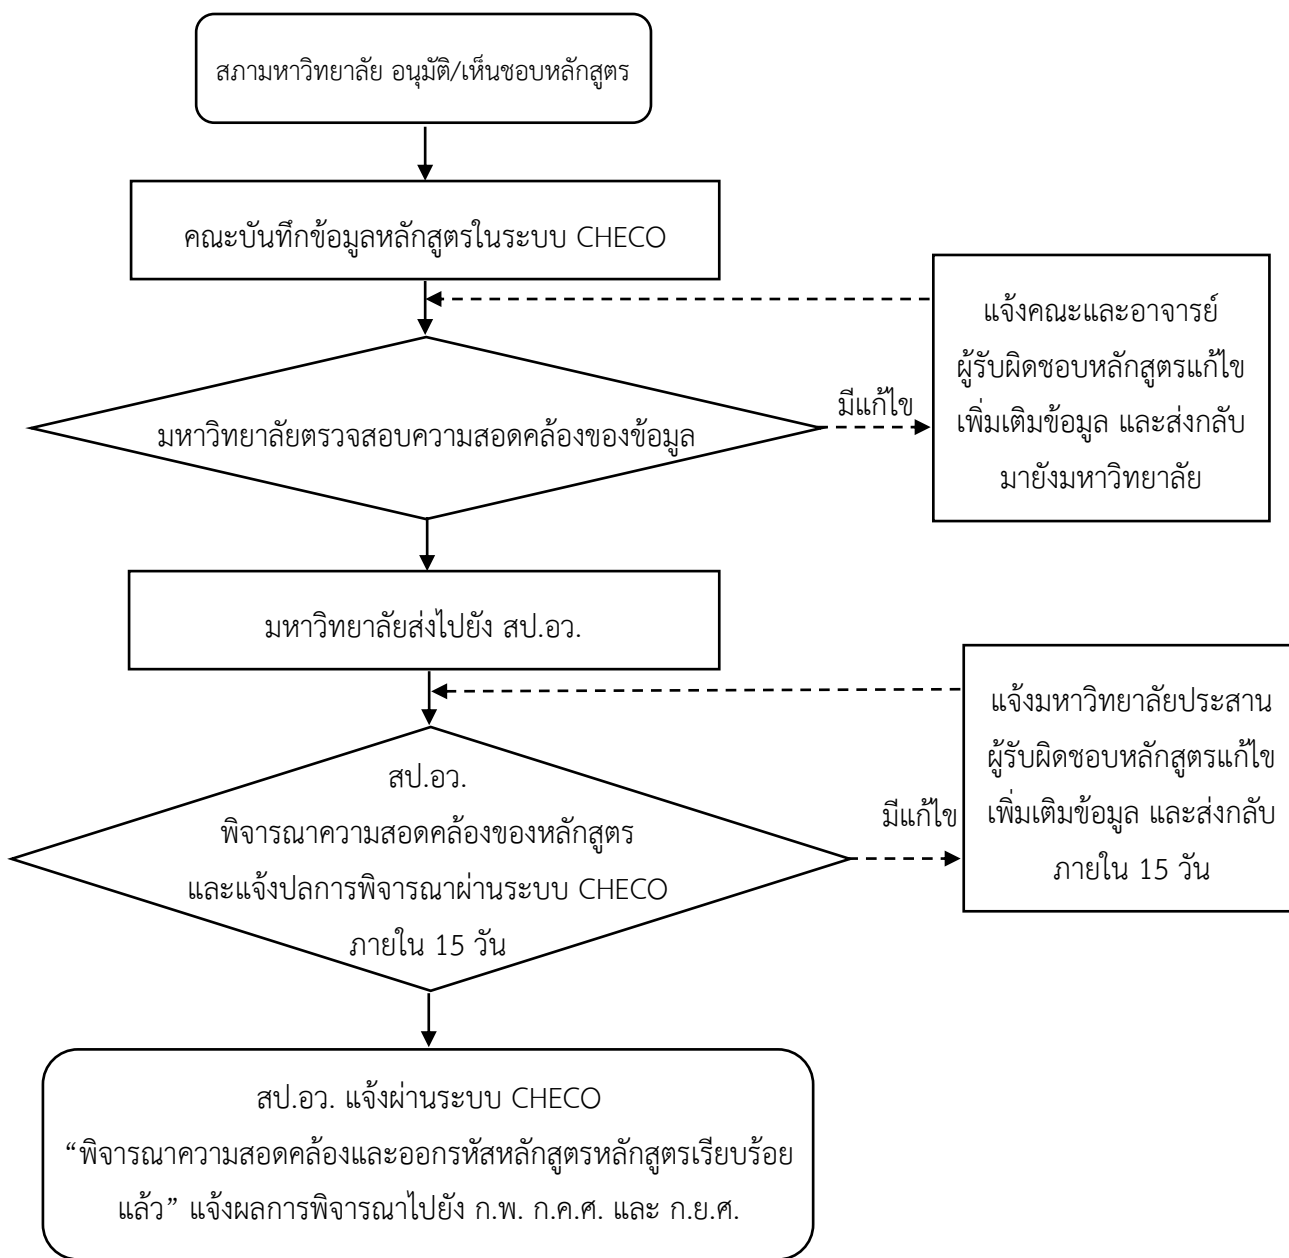 สภามหาวิทยาลัย อนุมัติ/เห็นชอบหลักสูตร
คณะบันทึกข้อมูลหลักสูตรในระบบ CHECO
แจ้งคณะและอาจารย์
ผู้รับผิดชอบหลักสูตรแก้ไข
เพิ่มเติมข้อมูล และส่งกลับ
มายังมหาวิทยาลัย
มีแก้ไข
มหาวิทยาลัยตรวจสอบความสอดคล้องของข้อมูล
มหาวิทยาลัยส่งไปยัง สป.อว.
แจ้งมหาวิทยาลัยประสาน
ผู้รับผิดชอบหลักสูตรแก้ไข
เพิ่มเติมข้อมูล และส่งกลับ
ภายใน 15 วัน
มีแก้ไข
สป.อว.
พิจารณาความสอดคล้องของหลักสูตร
และแจ้งปลการพิจารณาผ่านระบบ CHECO
ภายใน 15 วัน
สป.อว. แจ้งผ่านระบบ CHECO
“พิจารณาความสอดคล้องและออกรหัสหลักสูตรหลักสูตรเรียบร้อย
แล้ว” แจ้งผลการพิจารณาไปยัง ก.พ. ก.ค.ศ. และ ก.ย.ศ.